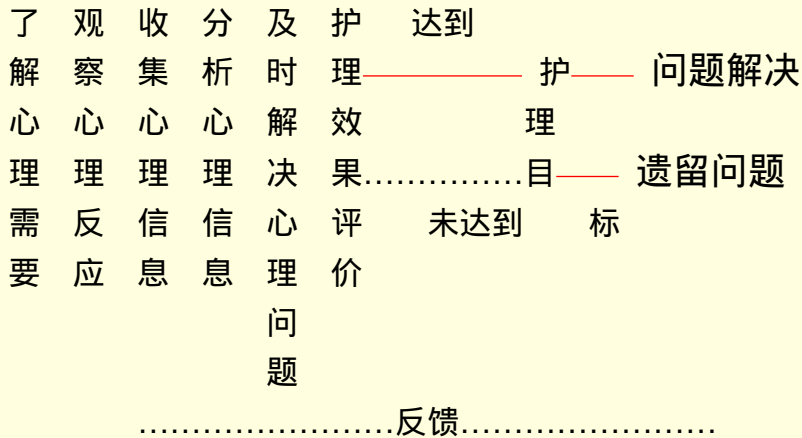 了解心理需要
观察心理反应
收集心理信息
分析心理信息
及时解决心理问题
护理效果评价
达到
未达到
护理目标
问题解决
遗留问题
……………………反馈……………………